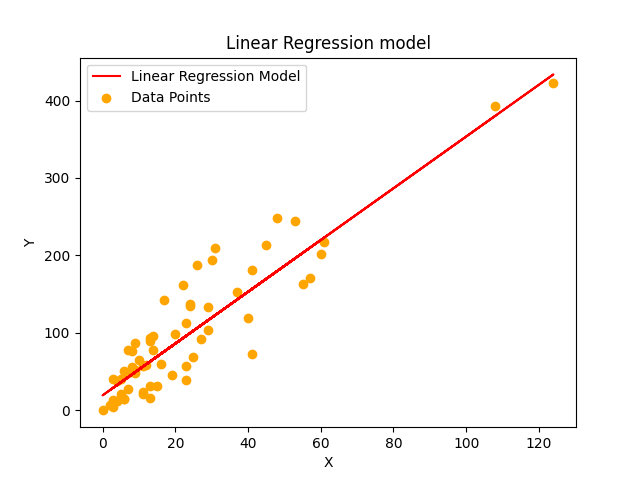 Linear Regression model
Linear Regression Model
Data Points
400
300
200
100
0
Y
0 20 40 60 80 100 120
X